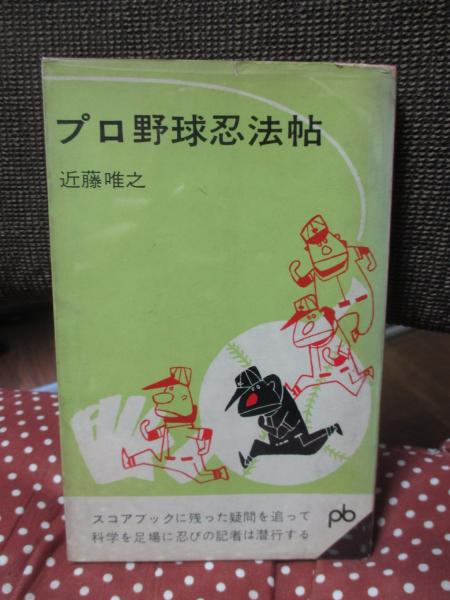 プロ野球忍法帖
近藤唯之
スコアブックに残った疑問を追って
科学を足場に忍びの記者は潜行する
pb